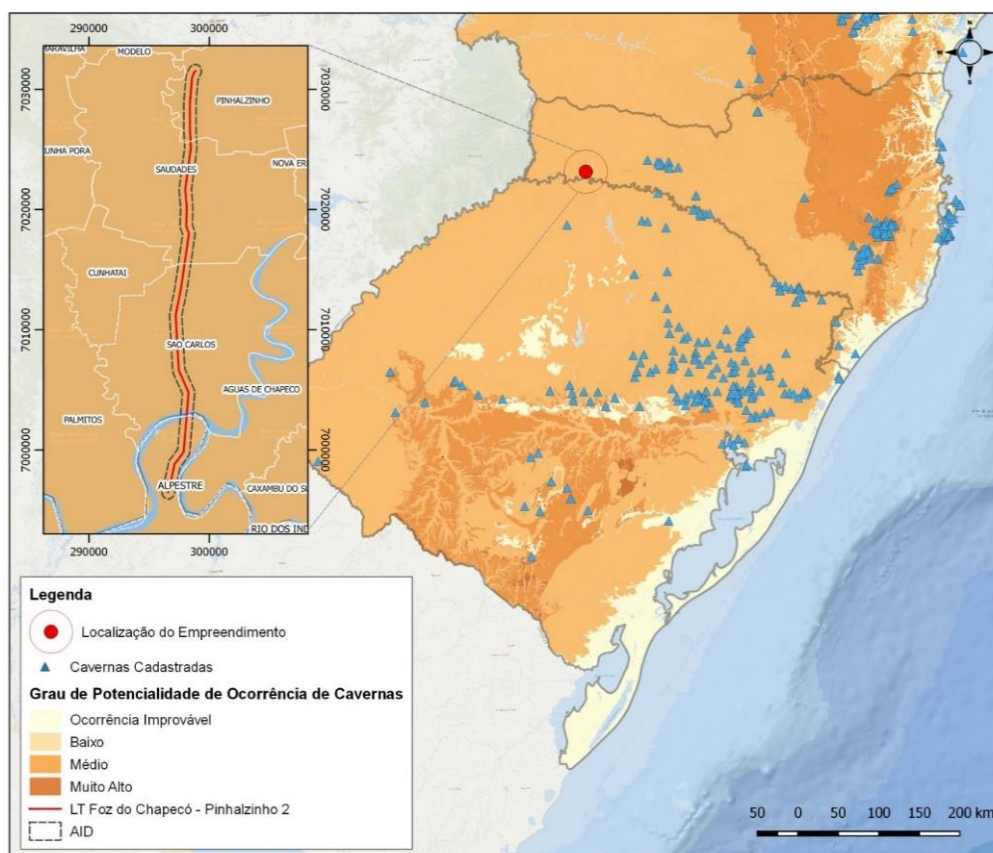 290000
300000
MARAVILHA
MODELO
7030000
7030000
PINHALZINHO
UNHA PORA
SAUDADES
NOVA ER
7020000
7020000
CUNHATAI
7010000
7010000
SAO CARLOS
AGUAS DE CHAPECO
PALMITOS
7000000
7000000
ALPESTRE
CAXAMBU DO SU
RIO DOS IND
290000
300000
N
S
Legenda
Localização do Empreendimento
Cavernas Cadastradas
Grau de Potencialidade de Ocorrência de Cavernas
Ocorrência Improvável
Baixo
Médio
Muito Alto
LT Foz do Chapecó - Pinhalzinho 2
AID
50 0 50 100 150 200 km